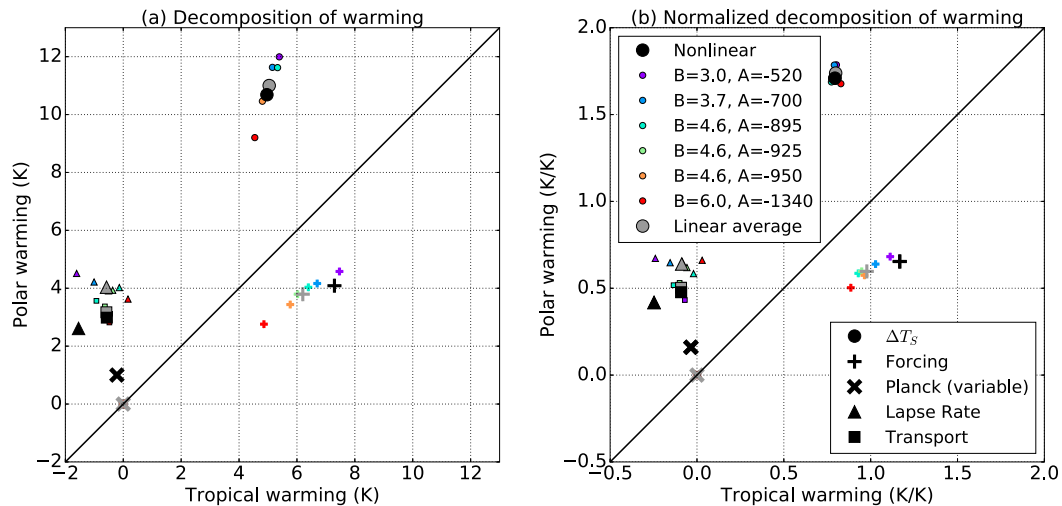 (a) Decomposition of warming
Polar warming (K)
12
10
8
6
4
2
0
−2
−2
0
2
4
6
8
10
12
Tropical warming (K)
(b) Normalized decomposition of warming
Polar warming (K/K)
2.0
1.5
1.0
0.5
0.0
−0.5
−0.5
0.0
0.5
1.0
1.5
2.0
Tropical warming (K/K)
Nonlinear
B=3.0, A=-520
B=3.7, A=-700
B=4.6, A=-895
B=4.6, A=-925
B=4.6, A=-950
B=6.0, A=-1340
Linear average
ΔT_S
Forcing
Planck (variable)
Lapse Rate
Transport